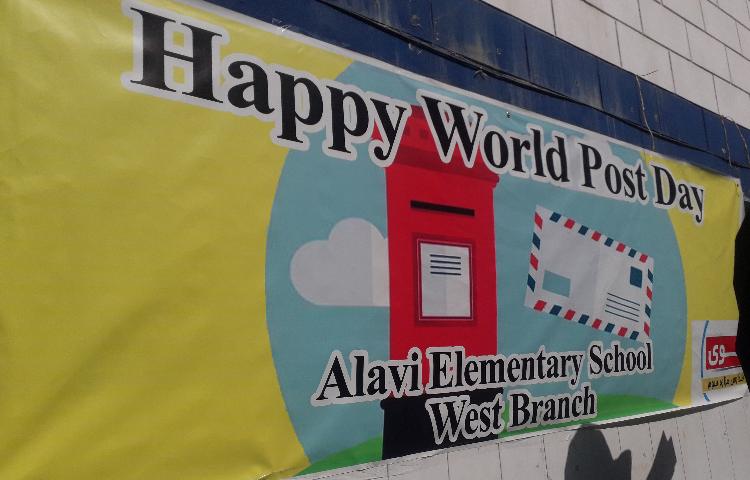 Happy World Post Day
Alavi Elementary School
West Branch